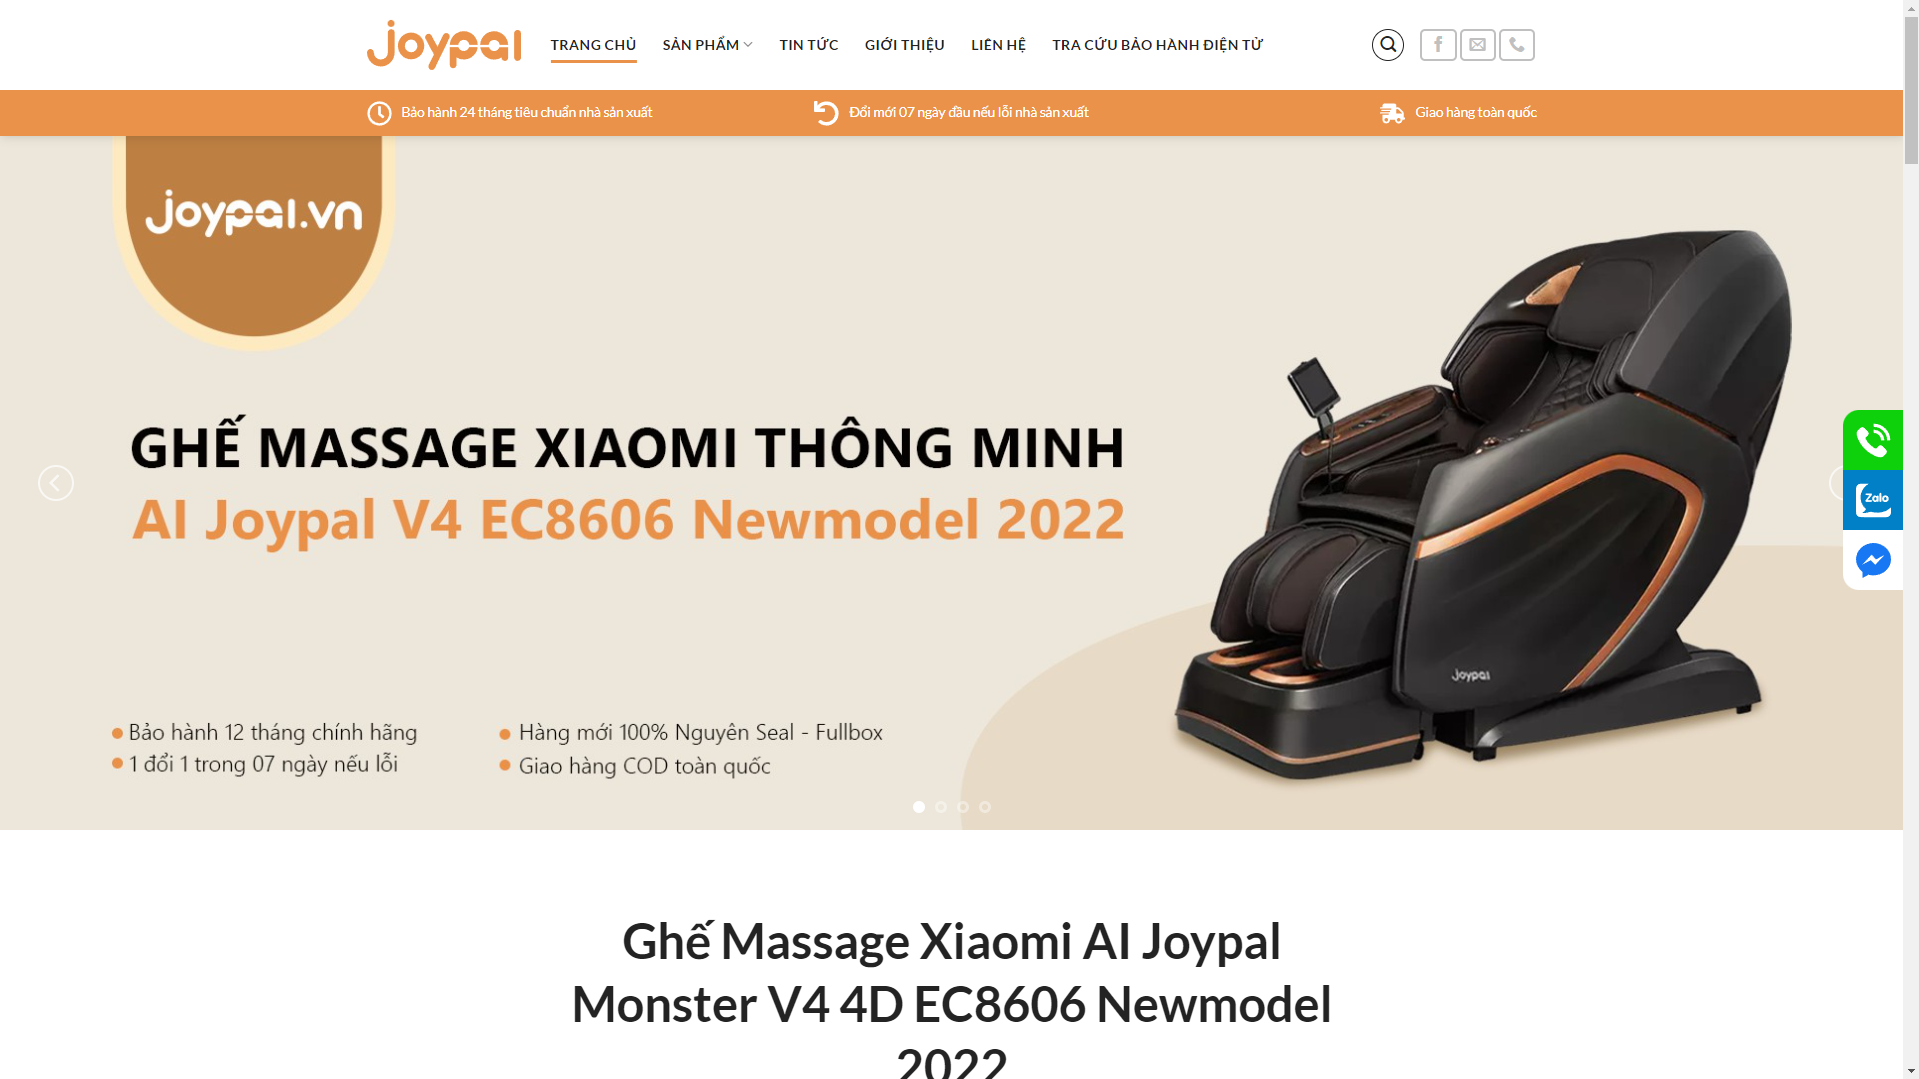 joypal
TRANG CHỦ
SẢN PHẨM
TIN TỨC
GIỚI THIỆU
LIÊN HỆ
TRA CỨU BẢO HÀNH ĐIỆN TỬ
Bảo hành 24 tháng tiêu chuẩn nhà sản xuất
Đổi mới 07 ngày đầu nếu lỗi nhà sản xuất
Giao hàng toàn quốc
joypal.vn
GHẾ MASSAGE XIAOMI THÔNG MINH
AI Joypal V4 EC8606 Newmodel 2022
Zalo
joypal
Bảo hành 12 tháng chính hãng
1 đổi 1 trong 07 ngày nếu lỗi
Hàng mới 100% Nguyên Seal - Fullbox
Giao hàng COD toàn quốc
Ghế Massage Xiaomi AI Joypal
Monster V4 4D EC8606 Newmodel
2022